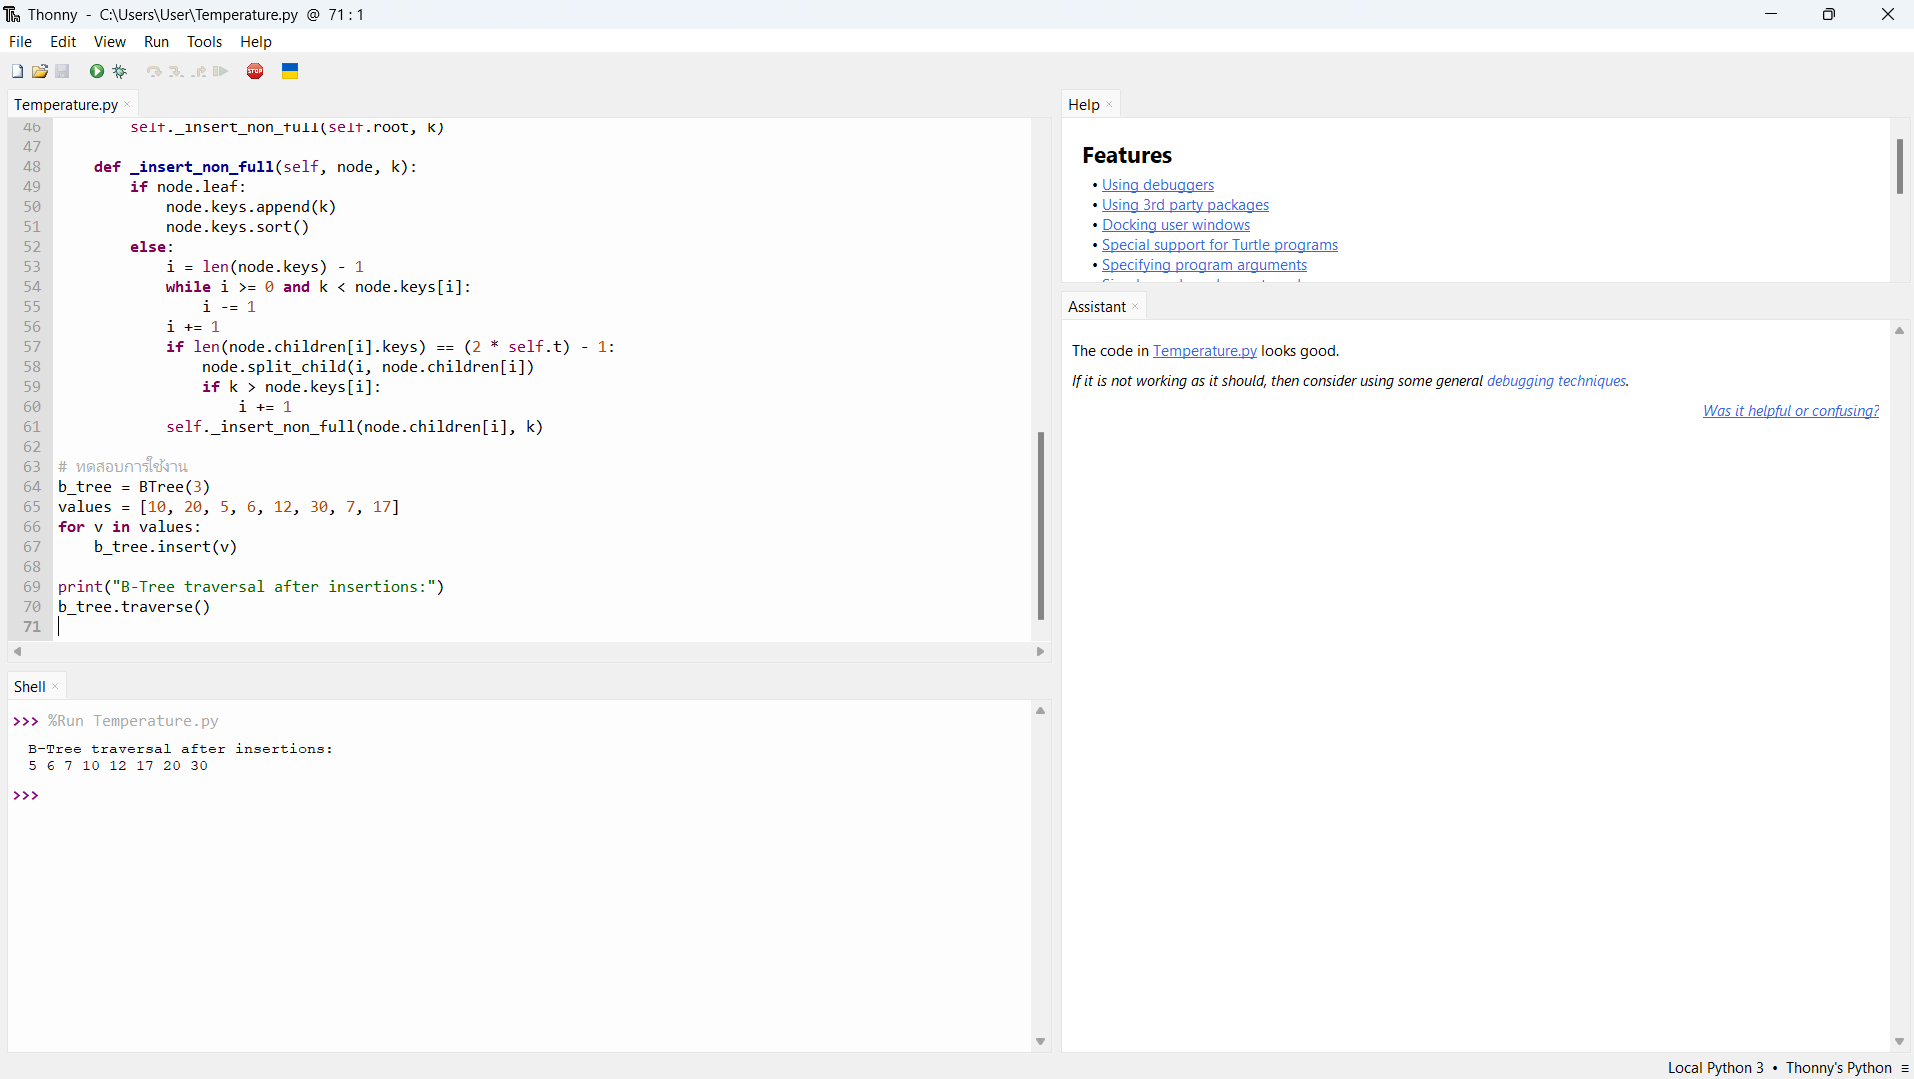 Thonny - C:\Users\User\Temperature.py @ 71 : 1
File Edit View Run Tools Help
Temperature.py
46         self._insert_non_full(self.root, k)
47
48     def _insert_non_full(self, node, k):
49         if node.leaf:
50             node.keys.append(k)
51             node.keys.sort()
52         else:
53             i = len(node.keys) - 1
54             while i >= 0 and k < node.keys[i]:
55                 i -= 1
56             i += 1
57             if len(node.children[i].keys) == (2 * self.t) - 1:
58                 node.split_child(i, node.children[i])
59                 if k > node.keys[i]:
60                     i += 1
61             self._insert_non_full(node.children[i], k)
62
63 # ทดสอบการใช้งาน
64 b_tree = BTree(3)
65 values = [10, 20, 5, 6, 12, 30, 7, 17]
66 for v in values:
67     b_tree.insert(v)
68
69 print("B-Tree traversal after insertions:")
70 b_tree.traverse()
71
Shell
>>> %Run Temperature.py
B-Tree traversal after insertions:
5 6 7 10 12 17 20 30
>>>
Help
Features
• Using debuggers
• Using 3rd party packages
• Docking user windows
• Special support for Turtle programs
• Specifying program arguments
Assistant
The code in Temperature.py looks good.
If it is not working as it should, then consider using some general debugging techniques.
Was it helpful or confusing?
Local Python 3 • Thonny's Python ≡